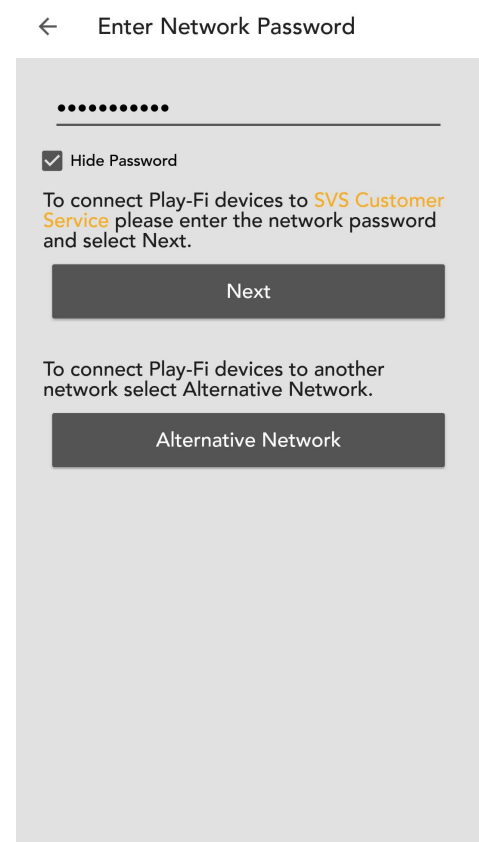 Enter Network Password
•••••••••••
Hide Password
To connect Play-Fi devices to SVS Customer
Service please enter the network password
and select Next.
Next
To connect Play-Fi devices to another
network select Alternative Network.
Alternative Network